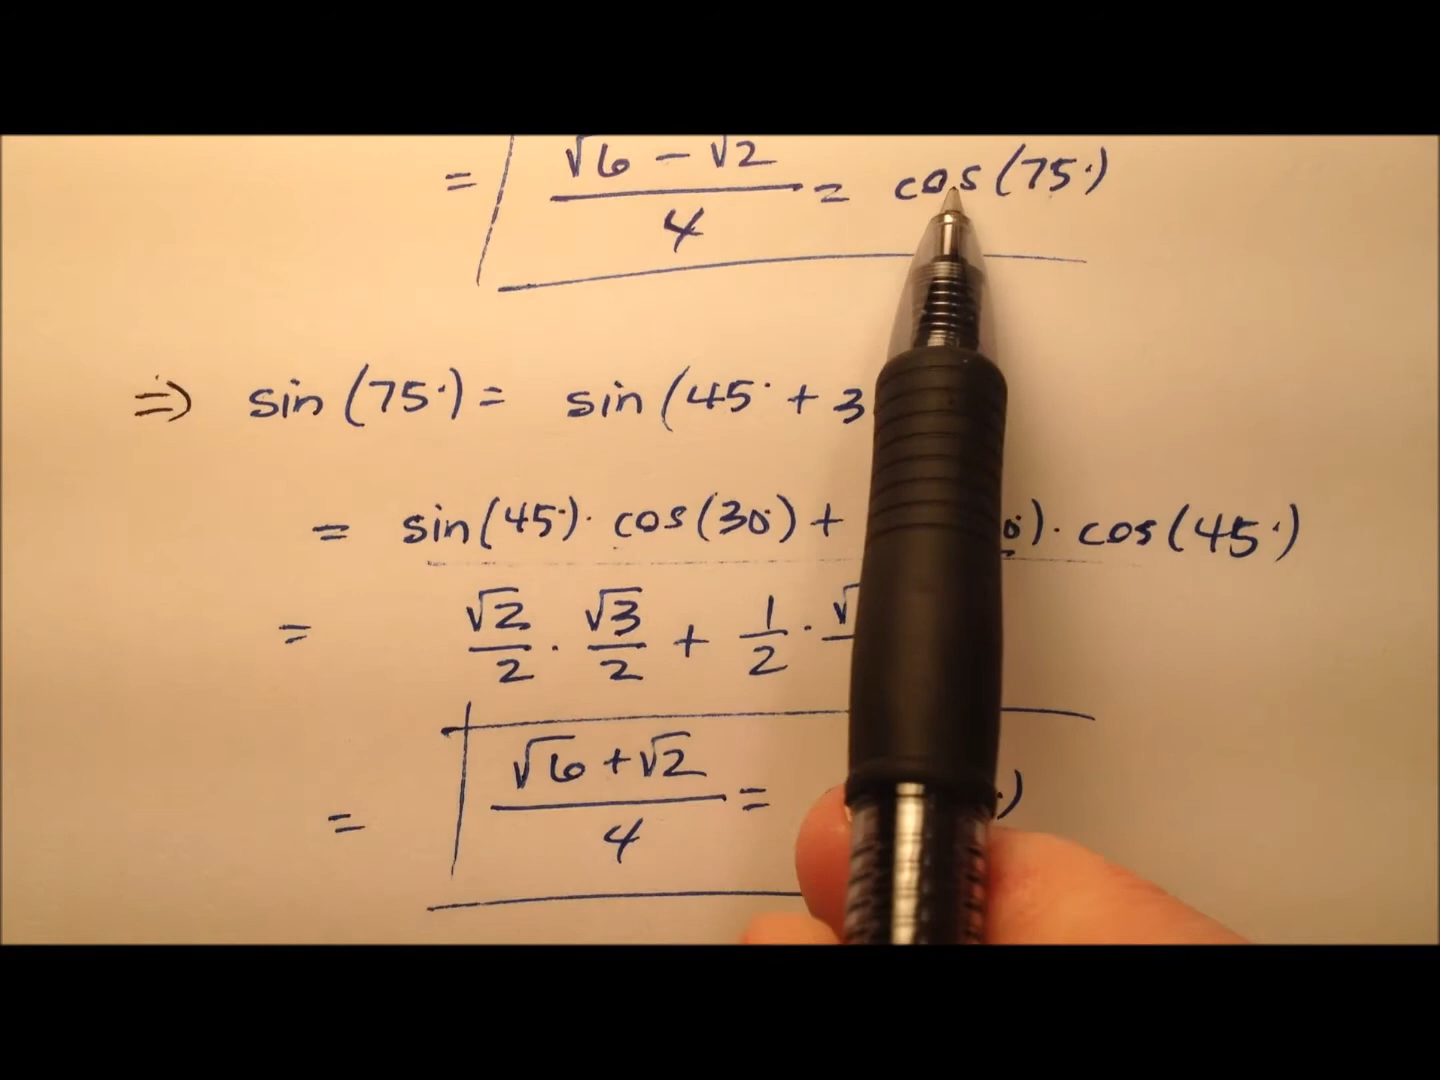 = √6 − √2 / 4 = cos(75°)
⇒ sin(75°) = sin(45° + 3
= sin(45°) · cos(30°) + 0) · cos(45°)
= √2/2 · √3/2 + 1/2 · √
= √6 + √2 / 4 = )